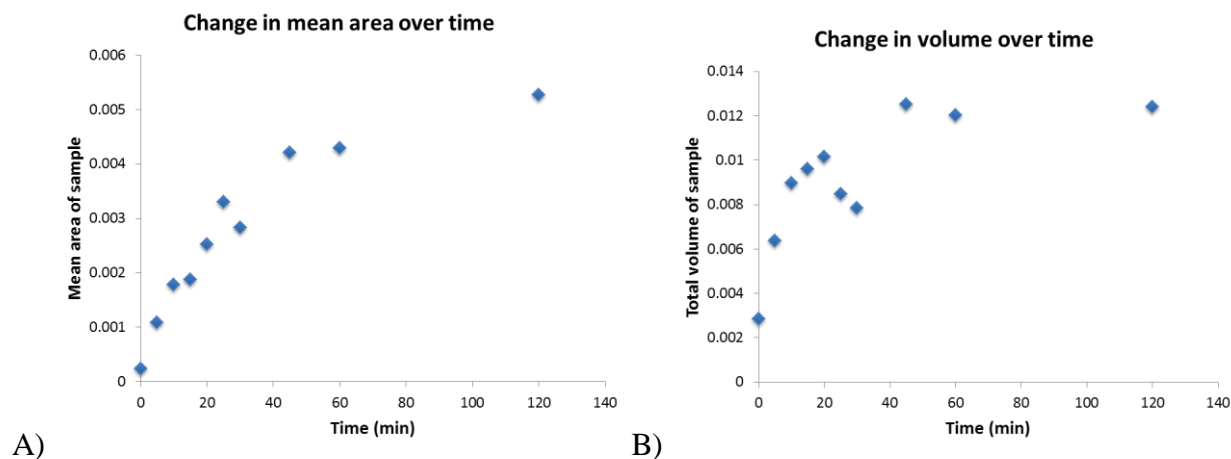 Change in mean area over time
0.006
0.005
0.004
0.003
0.002
0.001
0
Mean area of sample
0 20 40 60 80 100 120 140
Time (min)
A)
Change in volume over time
0.014
0.012
0.01
0.008
0.006
0.004
0.002
0
Total volume of sample
0 20 40 60 80 100 120 140
Time (min)
B)